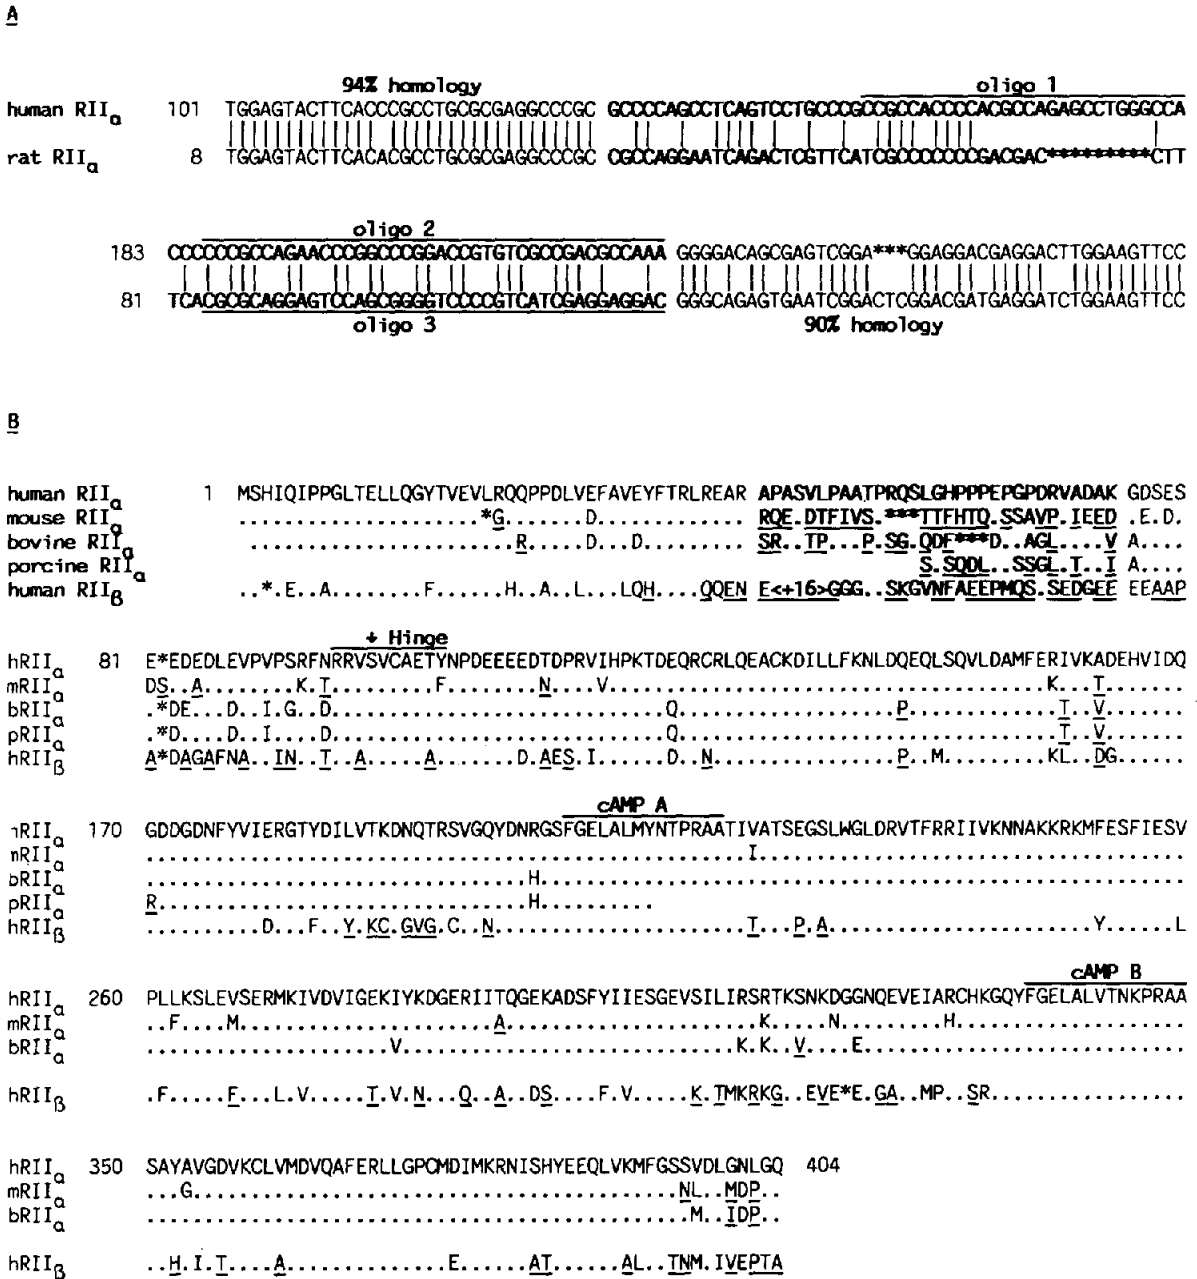 A
94% homology
oligo 1
human RIIα 101 TGGAGTACTTCACCCGCCTGCGCGAGGCCCGC GCCCCAGCCTCAGTCCTGCCCGCCGCCACCCCACGCCAGAGCCTGGGCCA
rat RIIα 8 TGGAGTACTTCACACGCCTGCGCGAGGCCCGC CGCCAGGAATCAGACTCGTTCATCGCCCCCCCGACGAC*********CTT
oligo 2
183 CCCCCCGCCAGAACCCGGCCCGGACCGTGTCGCCGACGCCAAA GGGGACAGCGAGTCGGA***GGAGGACGAGGACTTGGAAGTTCC
81 TCACGCGCAGGAGTCCAGCGGGGTCCCCGTCATCGAGGAGGAC GGGCAGAGTGAATCGGACTCGGACGATGAGGATCTGGAAGTTCC
oligo 3
90% homology
B
human RIIα 1 MSHIQIPPGLTELLQGYTVEVLRQQPPDLVEFAVEYFTRLREAR APASVLPAATPRQSLGHPPPEPGPDRVADAK GDSES
mouse RIIα .....................*G.......D............. RQE.DTFIVS.***TTFHTQ.SSAVP.IEED .E.D.
bovine RIIα ........................R.....D...D......... SR..TP...P.SG.QDF***D..AGL....V A....
porcine RIIα S.SQDL..SSGL.T..I A....
human RIIβ ..*.E..A........F......H..A..L...LQH....QQEN E<+16>GGG..SKGVNFAEEPMQS.SEDGEE EEAAP
+ Hinge
hRIIα 81 E*EDEDLEVPVPSRFNRRVSVCAETYNPDEEEEDTDPRVIHPKTDEQRCRLQEACKDILLFKNLDQEQLSQVLDAMFERIVKADEHVIDQ
mRIIα DS..A........K.T.........F........N....V......................................K...T.......
bRIIα .*DE...D..I.G..D.............................Q...................P.............T..V.......
pRIIα .*D....D..I....D.............................Q.................................T..V.......
hRIIβ A*DAGAFNA..IN..T..A.....A.......D.AES.I......D..N................P..M.........KL..DG......
cAMP A
RIIα 170 GDDGDNFYVIERGTYDILVTKDNQTRSVGQYDNRGSFGELALMYNTPRAATIVATSEGSLWGLDRVTFRRIIVKNNAKKRKMFESFIESV
RIIα ....................................................I.....................................
RIIα .................................H........................................................
pRIIα R................................H..........
hRIIβ ..........D...F..Y.KC.GVG.C..N......................T...P.A.......................Y......L
cAMP B
hRIIα 260 PLLKSLEVSERMKIVDVIGEKIYKDGERIITQGEKADSFYIIESGEVSILIRSRTKSNKDGGNQEVEIARCHKGQYFGELALVTNKPRAA
mRIIα ..F....M......................A......................K.....N.........H....................
bRIIα .....................V.............................K.K..V....E............................
hRIIβ .F.....F...L.V.....T.V.N...Q..A..DS....F.V.....K.TMKRKG..EVE*E.GA..MP..SR.................
hRIIα 350 SAYAVGDVKCLVMDVQAFERLLGPCMDIMKRNISHYEEQLVKMFGSSVDLGNLGQ 404
mRIIα ...G..........................................NL..MDP..
bRIIα ...............................................M..IDP..
hRIIβ ..H.I.T....A..............E......AT......AL...TNM.IVEPTA